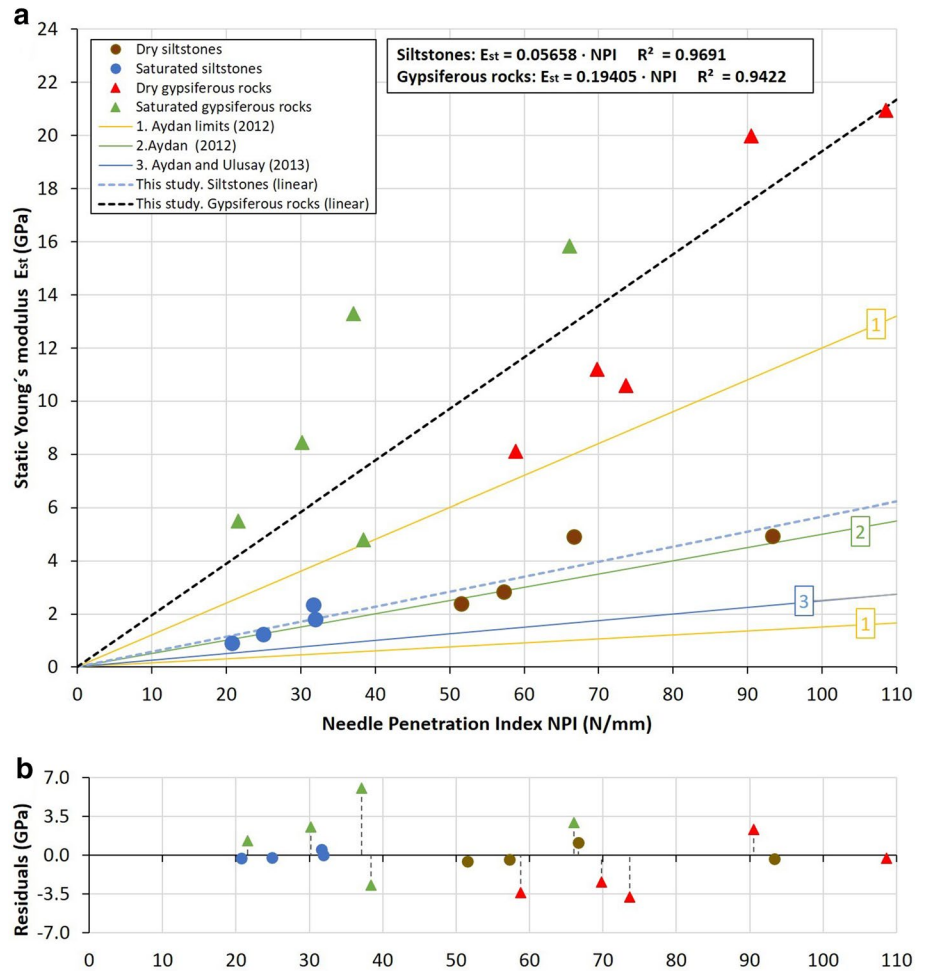 a
24
22
20
18
16
14
12
10
8
6
4
2
0
Static Young´s modulus Est (GPa)
Dry siltstones
Saturated siltstones
Dry gypsiferous rocks
Saturated gypsiferous rocks
1. Aydan limits (2012)
2.Aydan (2012)
3. Aydan and Ulusay (2013)
This study. Siltstones (linear)
This study. Gypsiferous rocks (linear)
Siltstones: Est = 0.05658 · NPI R² = 0.9691
Gypsiferous rocks: Est = 0.19405 · NPI R² = 0.9422
1
2
3
1
0 10 20 30 40 50 60 70 80 90 100 110
Needle Penetration Index NPI (N/mm)
b
7.0
3.5
0.0
-3.5
-7.0
Residuals (GPa)
0 10 20 30 40 50 60 70 80 90 100 110